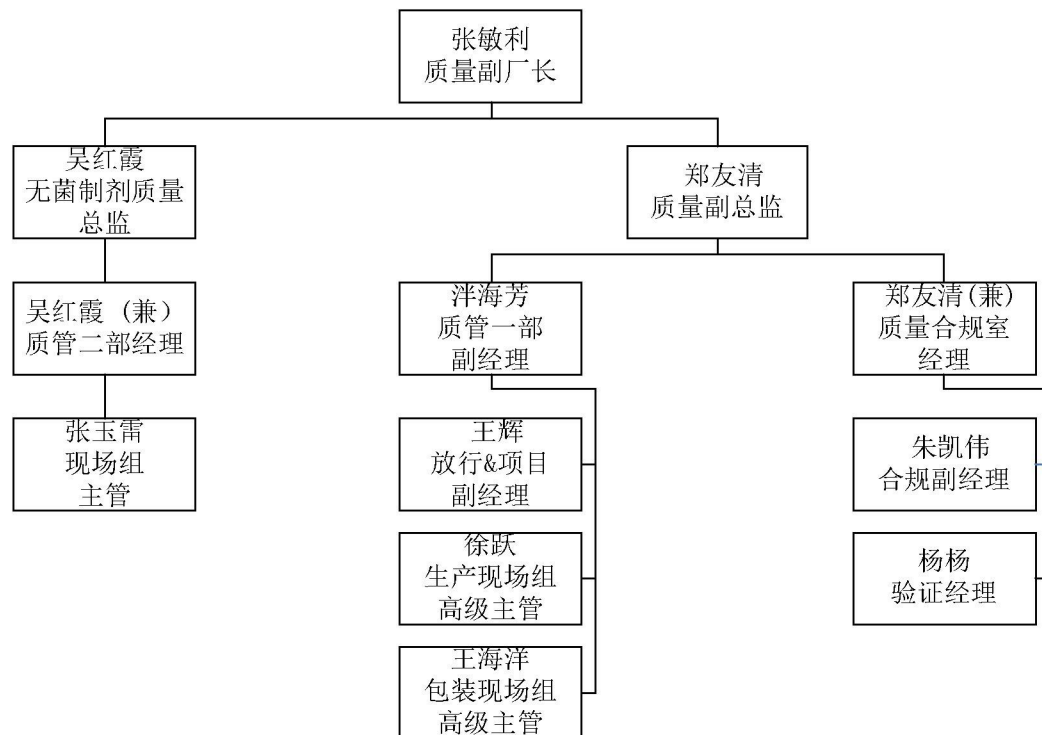 张敏利
质量副厂长
吴红霞
无菌制剂质量
总监
郑友清
质量副总监
吴红霞 (兼)
质管二部经理
泮海芳
质管一部
副经理
郑友清(兼)
质量合规室
经理
张玉雷
现场组
主管
王辉
放行&项目
副经理
朱凯伟
合规副经理
徐跃
生产现场组
高级主管
杨杨
验证经理
王海洋
包装现场组
高级主管